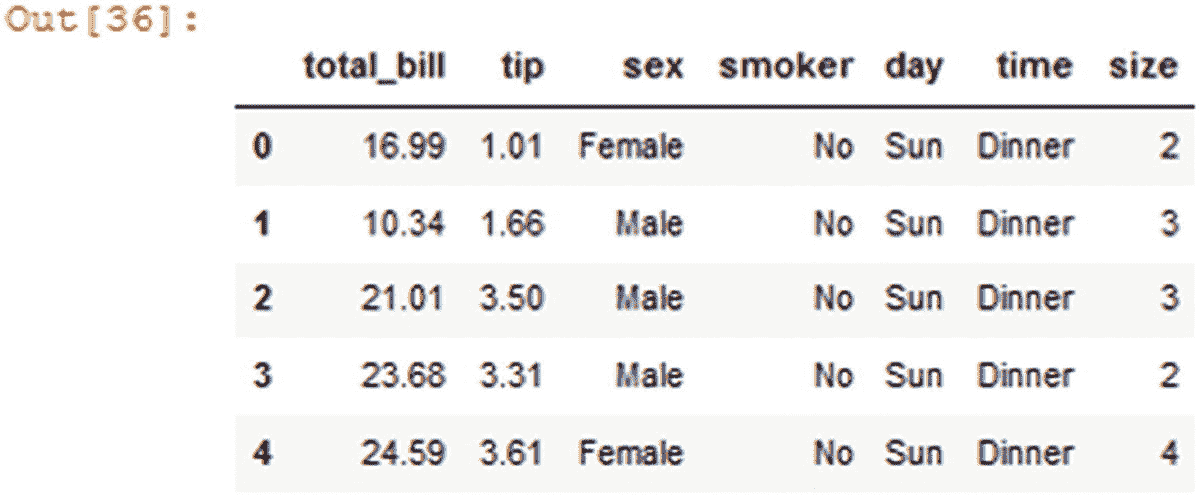 Out[36]:
total_bill tip sex smoker day time size
0 16.99 1.01 Female No Sun Dinner 2
1 10.34 1.66 Male No Sun Dinner 3
2 21.01 3.50 Male No Sun Dinner 3
3 23.68 3.31 Male No Sun Dinner 2
4 24.59 3.61 Female No Sun Dinner 4